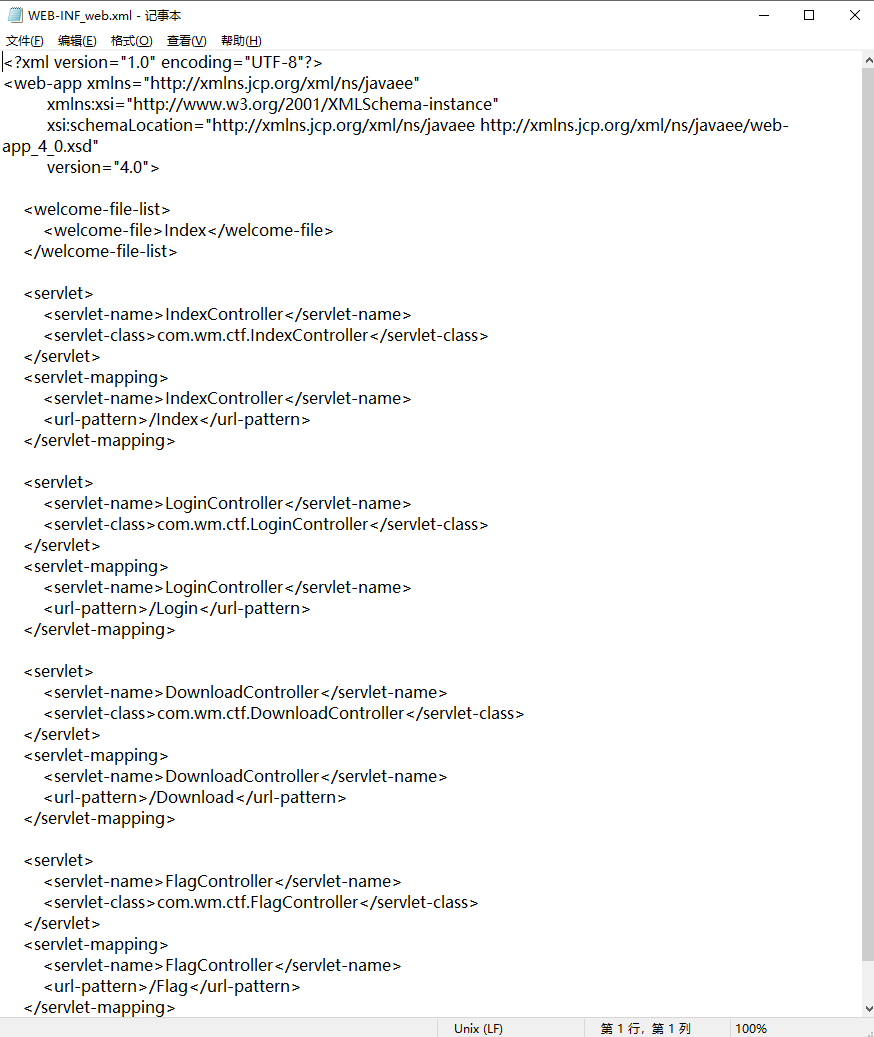 WEB-INF_web.xml - 记事本
文件(F) 编辑(E) 格式(O) 查看(V) 帮助(H)
<?xml version="1.0" encoding="UTF-8"?>
<web-app xmlns="http://xmlns.jcp.org/xml/ns/javaee"
         xmlns:xsi="http://www.w3.org/2001/XMLSchema-instance"
         xsi:schemaLocation="http://xmlns.jcp.org/xml/ns/javaee http://xmlns.jcp.org/xml/ns/javaee/web-
app_4_0.xsd"
         version="4.0">
    <welcome-file-list>
        <welcome-file>Index</welcome-file>
    </welcome-file-list>
    <servlet>
        <servlet-name>IndexController</servlet-name>
        <servlet-class>com.wm.ctf.IndexController</servlet-class>
    </servlet>
    <servlet-mapping>
        <servlet-name>IndexController</servlet-name>
        <url-pattern>/Index</url-pattern>
    </servlet-mapping>
    <servlet>
        <servlet-name>LoginController</servlet-name>
        <servlet-class>com.wm.ctf.LoginController</servlet-class>
    </servlet>
    <servlet-mapping>
        <servlet-name>LoginController</servlet-name>
        <url-pattern>/Login</url-pattern>
    </servlet-mapping>
    <servlet>
        <servlet-name>DownloadController</servlet-name>
        <servlet-class>com.wm.ctf.DownloadController</servlet-class>
    </servlet>
    <servlet-mapping>
        <servlet-name>DownloadController</servlet-name>
        <url-pattern>/Download</url-pattern>
    </servlet-mapping>
    <servlet>
        <servlet-name>FlagController</servlet-name>
        <servlet-class>com.wm.ctf.FlagController</servlet-class>
    </servlet>
    <servlet-mapping>
        <servlet-name>FlagController</servlet-name>
        <url-pattern>/Flag</url-pattern>
    </servlet-mapping>
Unix (LF) 第 1 行，第 1 列 100%